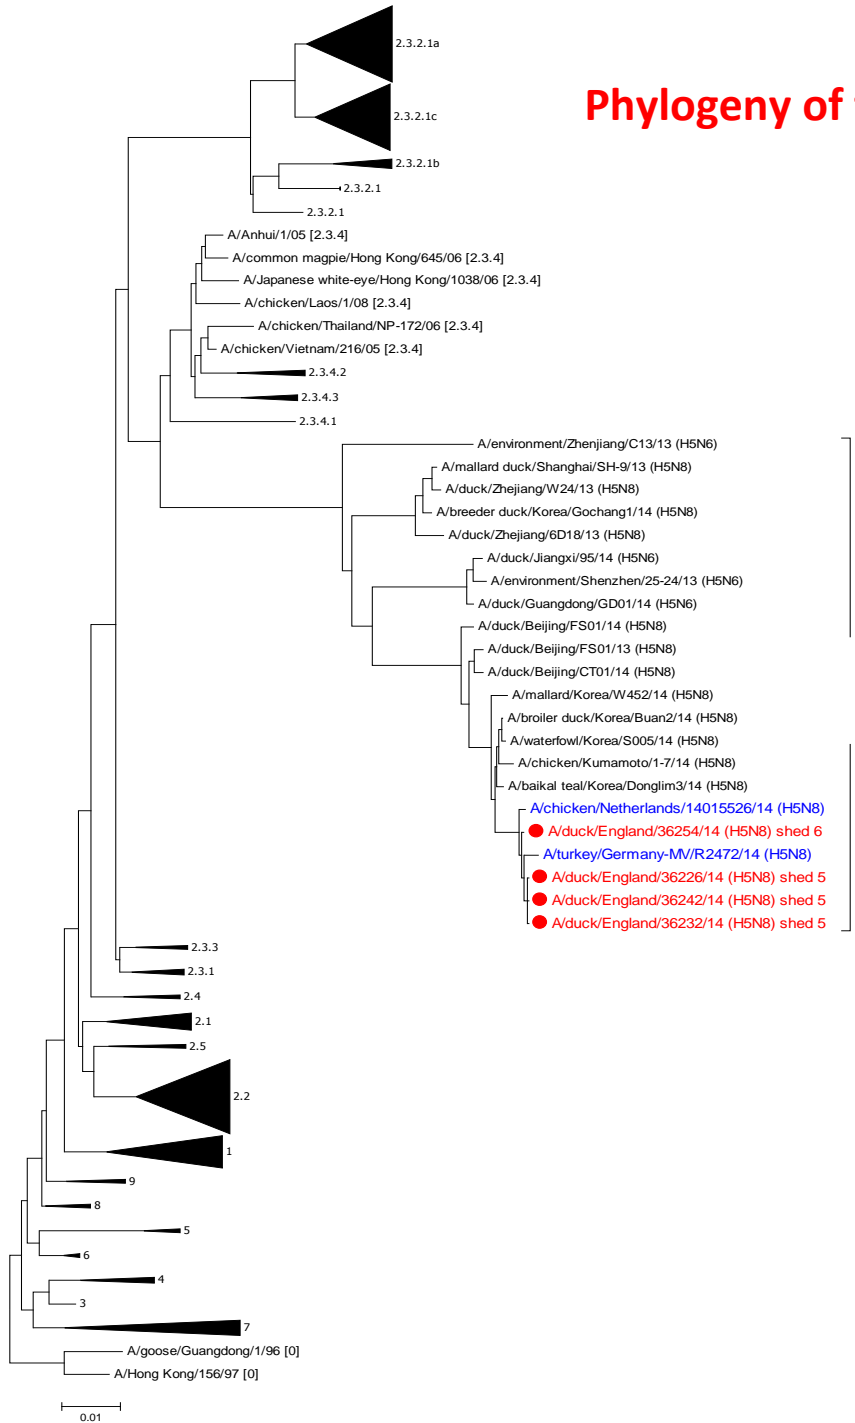 2.3.2.1a
Phylogeny of
2.3.2.1c
2.3.2.1b
2.3.2.1
2.3.2.1
A/Anhui/1/05 [2.3.4]
A/common magpie/Hong Kong/645/06 [2.3.4]
A/Japanese white-eye/Hong Kong/1038/06 [2.3.4]
A/chicken/Laos/1/08 [2.3.4]
A/chicken/Thailand/NP-172/06 [2.3.4]
A/chicken/Vietnam/216/05 [2.3.4]
2.3.4.2
2.3.4.3
2.3.4.1
A/environment/Zhenjiang/C13/13 (H5N6)
A/mallard duck/Shanghai/SH-9/13 (H5N8)
A/duck/Zhejiang/W24/13 (H5N8)
A/breeder duck/Korea/Gochang1/14 (H5N8)
A/duck/Zhejiang/6D18/13 (H5N8)
A/duck/Jiangxi/95/14 (H5N6)
A/environment/Shenzhen/25-24/13 (H5N6)
A/duck/Guangdong/GD01/14 (H5N6)
A/duck/Beijing/FS01/14 (H5N8)
A/duck/Beijing/FS01/13 (H5N8)
A/duck/Beijing/CT01/14 (H5N8)
A/mallard/Korea/W452/14 (H5N8)
A/broiler duck/Korea/Buan2/14 (H5N8)
A/waterfowl/Korea/S005/14 (H5N8)
A/chicken/Kumamoto/1-7/14 (H5N8)
A/baikal teal/Korea/Donglim3/14 (H5N8)
A/chicken/Netherlands/14015526/14 (H5N8)
A/duck/England/36254/14 (H5N8) shed 6
A/turkey/Germany-MV/R2472/14 (H5N8)
A/duck/England/36226/14 (H5N8) shed 5
A/duck/England/36242/14 (H5N8) shed 5
A/duck/England/36232/14 (H5N8) shed 5
2.3.3
2.3.1
2.4
2.1
2.5
2.2
1
9
8
5
6
4
3
7
A/goose/Guangdong/1/96 [0]
A/Hong Kong/156/97 [0]
0.01